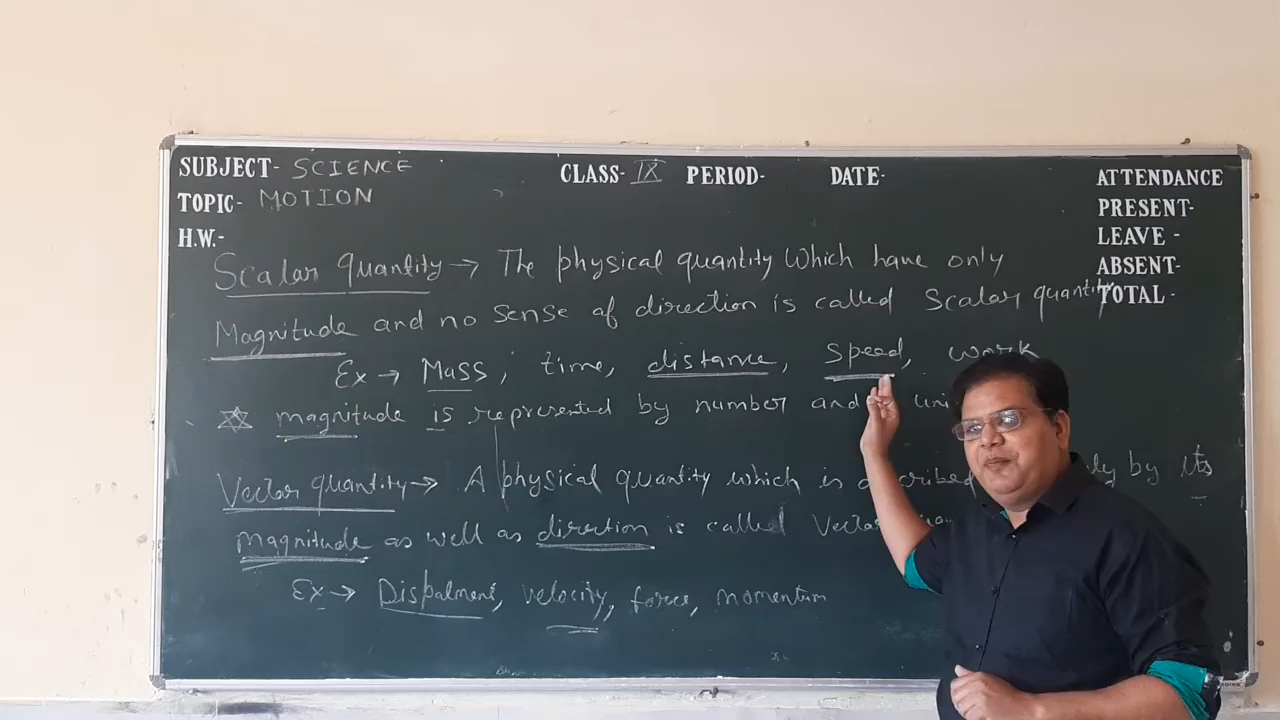 SUBJECT- SCIENCE CLASS- IX PERIOD- DATE- ATTENDANCE
TOPIC- MOTION PRESENT-
H.W.- LEAVE -
ABSENT-
TOTAL -
Scalar quantity → The physical quantity which have only
Magnitude and no sense of direction is called Scalar quantity
Ex → Mass, time, distance, speed, work
magnitude is represented by number and
Vector quantity → A physical quantity which is by its
magnitude as well as direction is called Vector
Ex → Dispalment, velocity, force, momentum